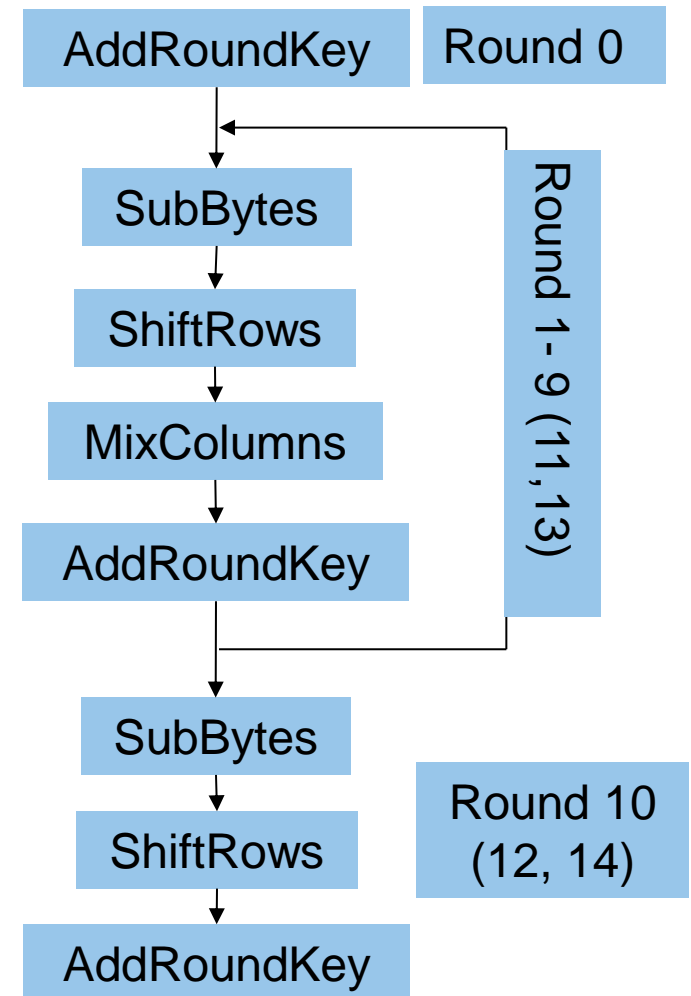 AddRoundKey
Round 0
SubBytes
ShiftRows
MixColumns
AddRoundKey
Round 1- 9 (11,13)
SubBytes
ShiftRows
AddRoundKey
Round 10
(12, 14)